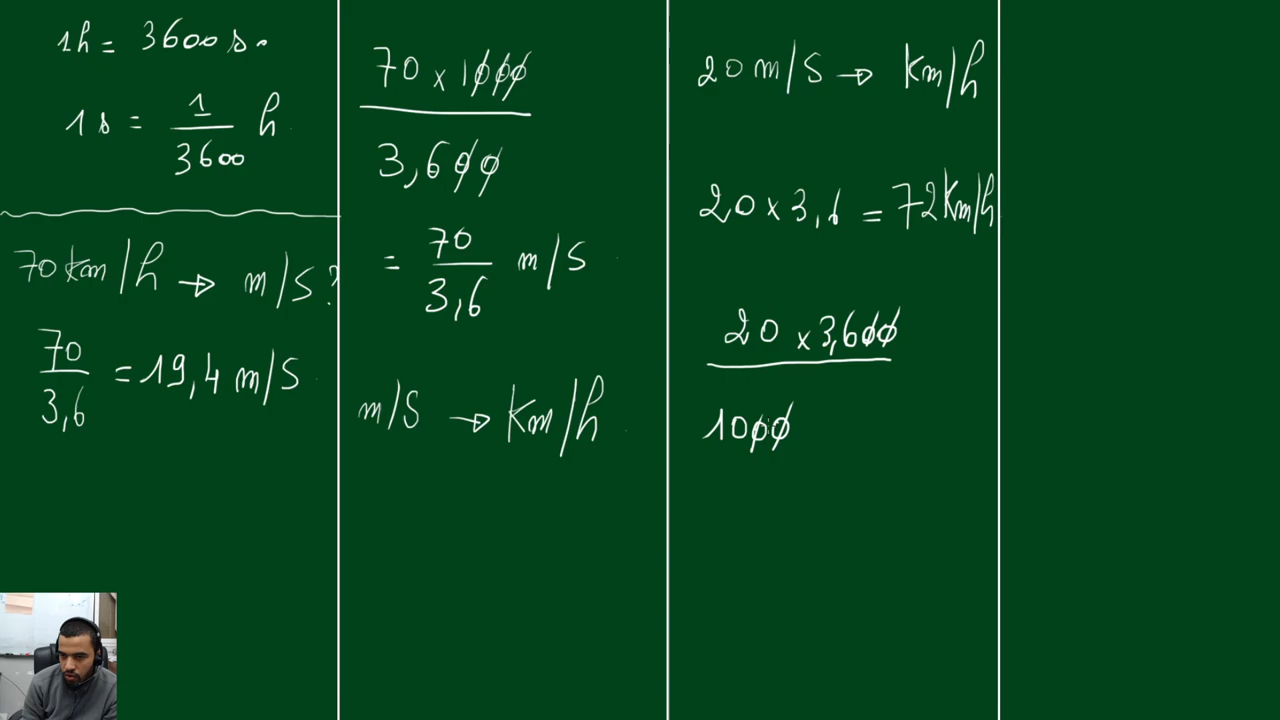 1h = 3600 s.
1s = 1/3600 h
70 km/h → m/s?
70/3,6 = 19,4 m/s
70 x 1000
3,600
= 70/3,6 m/s
m/s → km/h
20 m/s → km/h
20 x 3,6 = 72 km/h
20 x 3,600
1000